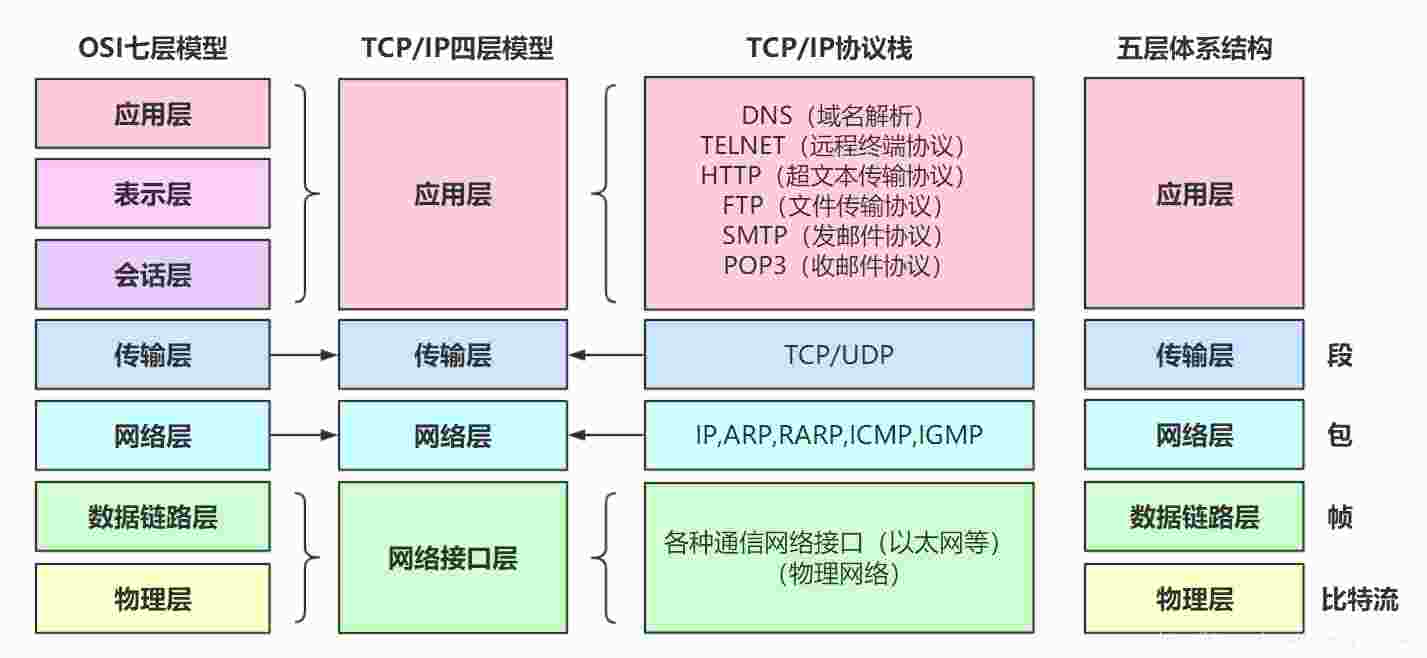 OSI七层模型
TCP/IP四层模型
TCP/IP协议栈
五层体系结构
应用层
表示层
会话层
应用层
DNS（域名解析）
TELNET（远程终端协议）
HTTP（超文本传输协议）
FTP（文件传输协议）
SMTP（发邮件协议）
POP3（收邮件协议）
应用层
传输层
传输层
TCP/UDP
传输层
段
网络层
网络层
IP,ARP,RARP,ICMP,IGMP
网络层
包
数据链路层
物理层
网络接口层
各种通信网络接口（以太网等）
（物理网络）
数据链路层
帧
物理层
比特流